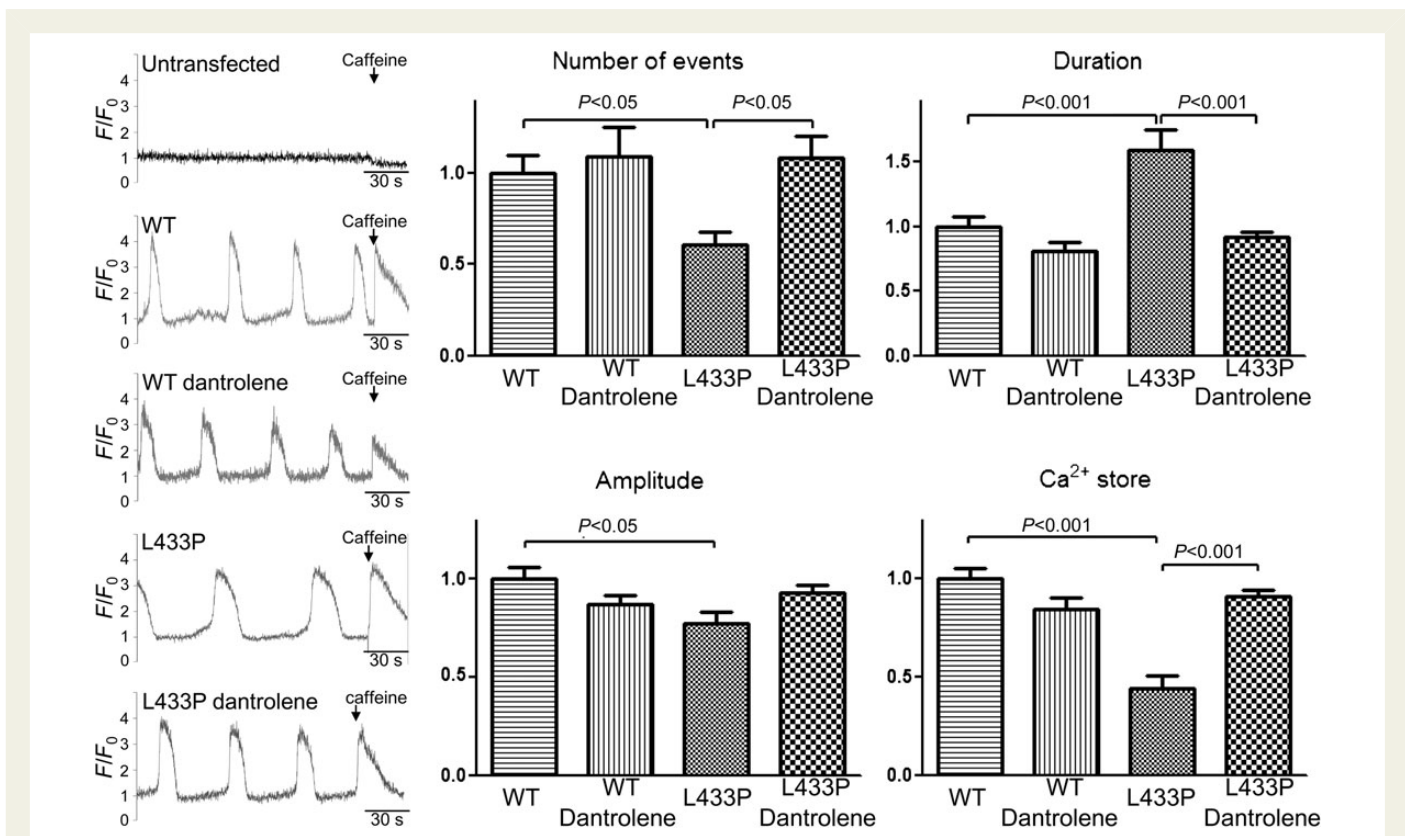 Untransfected
Caffeine
F/F0
4
3
2
1
0
30 s
WT
Caffeine
F/F0
4
3
2
1
0
30 s
WT dantrolene
Caffeine
F/F0
4
3
2
1
0
30 s
L433P
Caffeine
F/F0
4
3
2
1
0
30 s
L433P dantrolene
caffeine
F/F0
4
3
2
1
0
30 s
Number of events
P<0.05
P<0.05
1.0
0.5
0.0
WT
WT Dantrolene
L433P
L433P Dantrolene
Duration
P<0.001
P<0.001
1.5
1.0
0.5
0.0
WT
WT Dantrolene
L433P
L433P Dantrolene
Amplitude
P<0.05
1.0
0.5
0.0
WT
WT Dantrolene
L433P
L433P Dantrolene
Ca2+ store
P<0.001
P<0.001
1.0
0.5
0.0
WT
WT Dantrolene
L433P
L433P Dantrolene